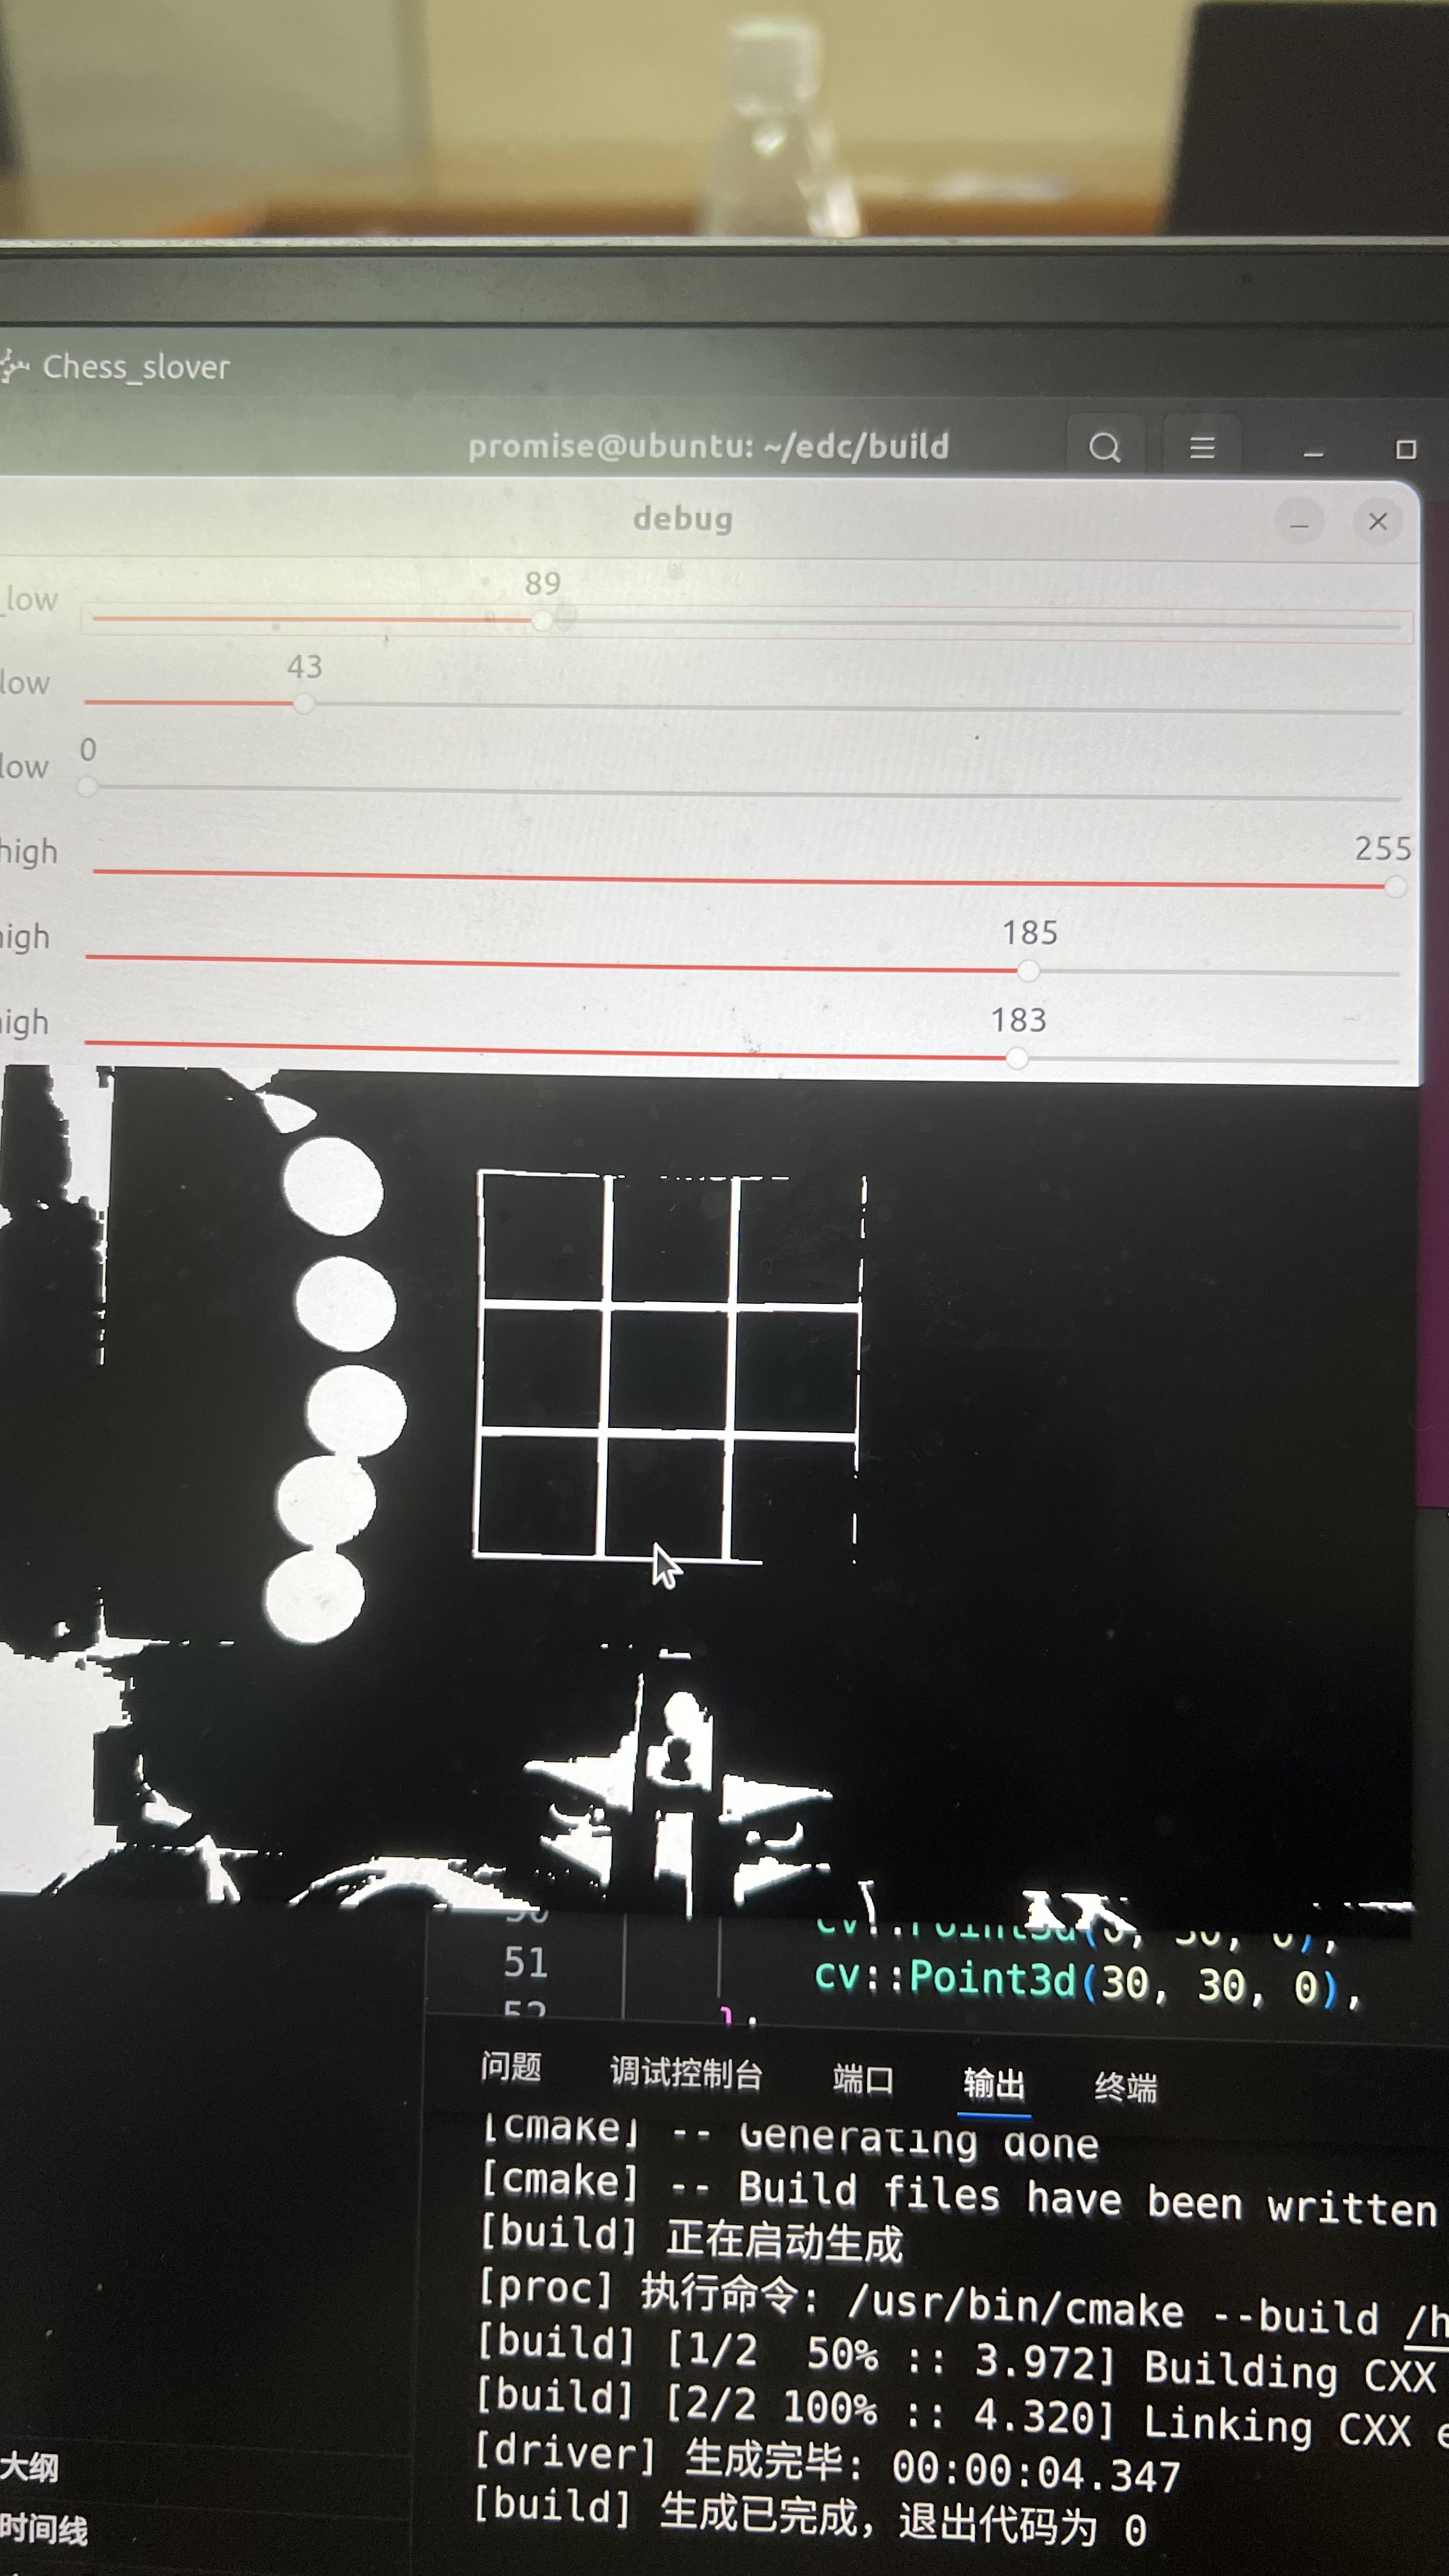 Chess_slover
promise@ubuntu: ~/edc/build
debug
_low
89
low
43
low
0
high
255
high
185
high
183
51
cv::Point3d(30, 30, 0),
52
};
问题 调试控制台 端口 输出 终端
[cmake] -- Generating done
[cmake] -- Build files have been written
[build] 正在启动生成
[proc] 执行命令: /usr/bin/cmake --build /h
[build] [1/2  50% :: 3.972] Building CXX
[build] [2/2 100% :: 4.320] Linking CXX e
[driver] 生成完毕: 00:00:04.347
[build] 生成已完成，退出代码为 0
大纲
时间线